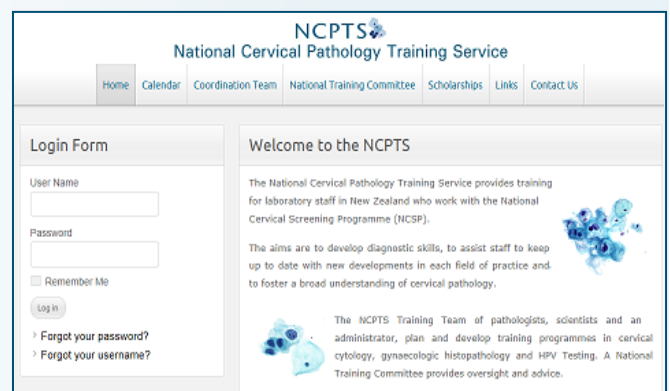 NCPTS
National Cervical Pathology Training Service
Home Calendar Coordination Team National Training Committee Scholarships Links Contact Us
Login Form
User Name
Password
Remember Me
Log in
Forgot your password?
Forgot your username?
Welcome to the NCPTS
The National Cervical Pathology Training Service provides training
for laboratory staff in New Zealand who work with the National
Cervical Screening Programme (NCSP).
The aims are to develop diagnostic skills, to assist staff to keep
up to date with new developments in each field of practice and
to foster a broad understanding of cervical pathology.
The NCPTS Training Team of pathologists, scientists and an
administrator, plan and develop training programmes in cervical
cytology, gynaecologic histopathology and HPV Testing. A National
Training Committee provides oversight and advice.